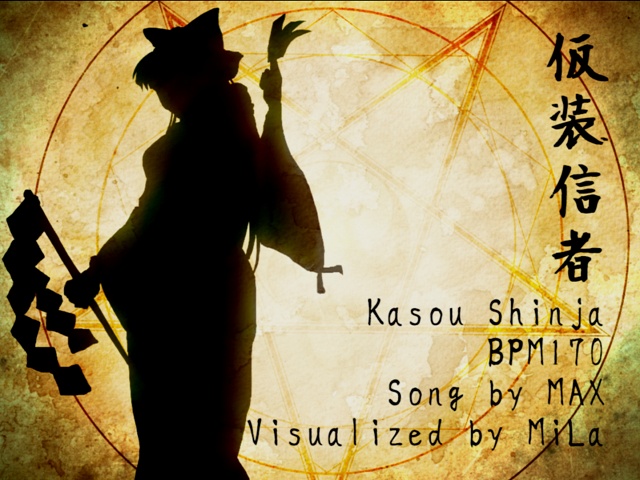 仮装信者
Kasou Shinja
BPM170
Song by MAX
Visualized by MiLa